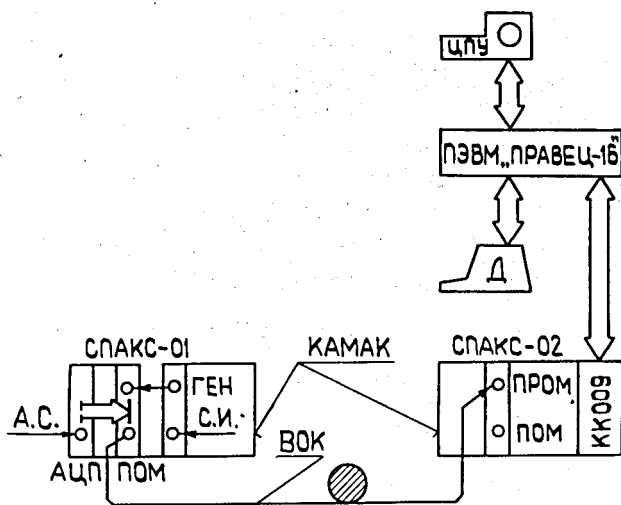 ЦПУ
ПЭВМ „ПРАВЕЦ-16"
Д
СПАКС-01
КАМАК
СПАКС-02
ГЕН
ПРОМ
А.С.
С.И.
ПОМ
КК009
АЦП ПОМ
ВОК